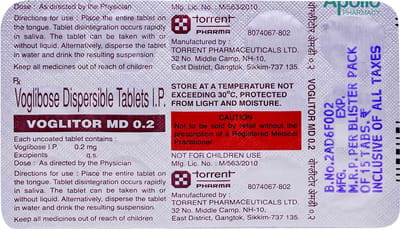 Dose : As directed by the Physician
Directions for use : Place the entire tablet on
the tongue. Tablet disintegration occurs rapidly
in saliva. The tablet can be taken with or
without liquid. Alternatively, disperse the tablet
in water and drink the resulting suspension.
Keep all medicines out of reach of children
Rx
Voglibose Dispersible Tablets I.P.
VOGLITOR MD 0.2
Each uncoated tablet contains :
Voglibose I.P. 0.2 mg
Excipients q.s.
Dose : As directed by the Physician
Directions for use : Place the entire tablet
on the tongue. Tablet disintegration occurs
rapidly in saliva. The tablet can be taken with
or without liquid. Alternatively, disperse the tablet
in water and drink the resulting suspension.
Keep all medicines out of reach of children
Mfg. Lic. No. : M/563/2010
torrent
PHARMA
8074067-802
Manufactured by :
TORRENT PHARMACEUTICALS LTD.
32 No. Middle Camp, NH-10,
East District, Gangtok, Sikkim-737 135.
STORE AT A TEMPERATURE NOT
EXCEEDING 30°C, PROTECTED
FROM LIGHT AND MOISTURE.
CAUTION
Not to be sold by retail without the
prescription of a Registered Medical
Practitioner.
NOT FOR CHILDREN USE
Mfg. Lic. No. : M/563/2010
torrent
PHARMA
8074067-802
Manufactured by :
TORRENT PHARMACEUTICALS LTD.
32 No. Middle Camp, NH-10,
East District, Gangtok, Sikkim-737 135.
VOGLITOR MD 0.2
Apollo
PHARMACY
B.No.2AD6F002
MFG. EXP.
M.R.P. PER BLISTER PACK
OF 15 TABS.
INCLUSIVE OF ALL TAXES